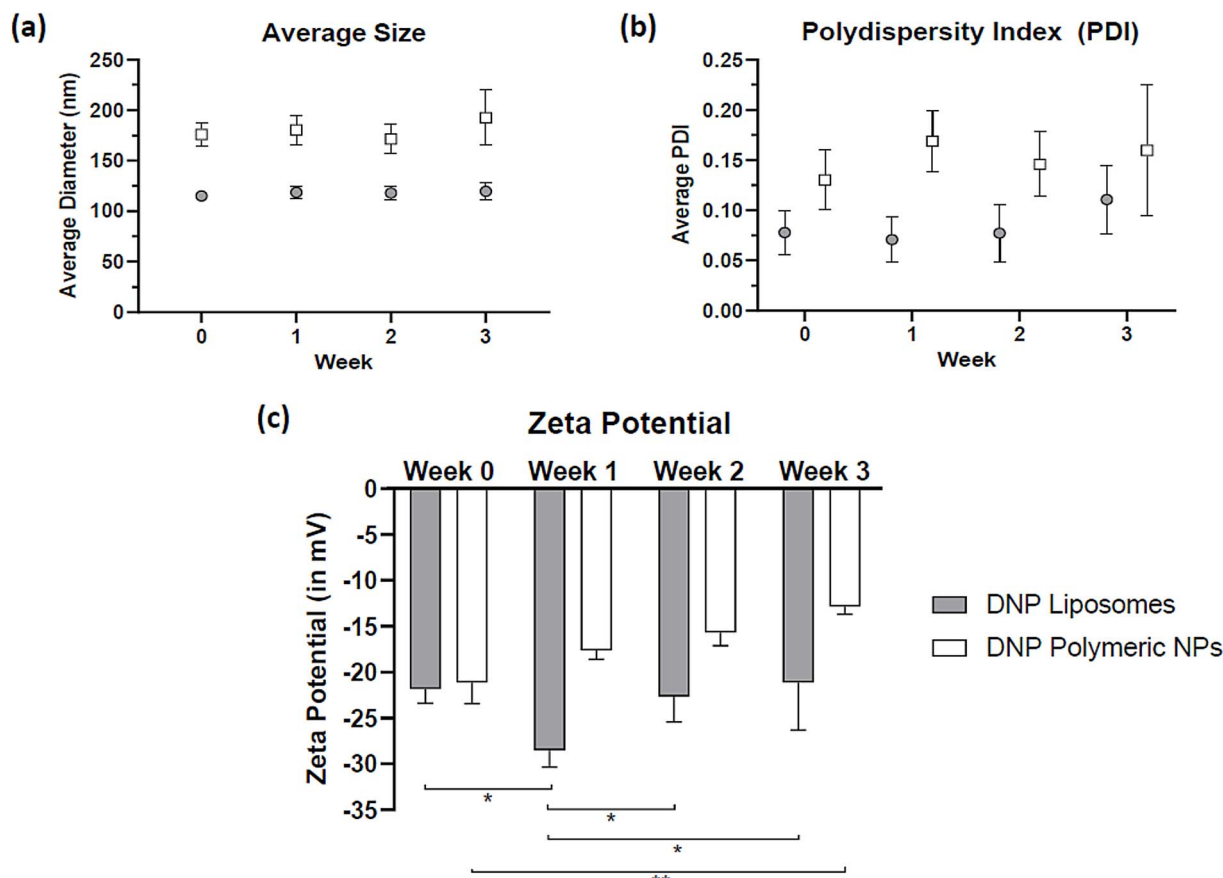 (a)
Average Size
Average Diameter (nm)
250
200
150
100
50
0
0 1 2 3
Week
(b)
Polydispersity Index (PDI)
Average PDI
0.25
0.20
0.15
0.10
0.05
0.00
0 1 2 3
Week
(c)
Zeta Potential
Week 0 Week 1 Week 2 Week 3
Zeta Potential (in mV)
0
-5
-10
-15
-20
-25
-30
-35
*
*
*
**
DNP Liposomes
DNP Polymeric NPs